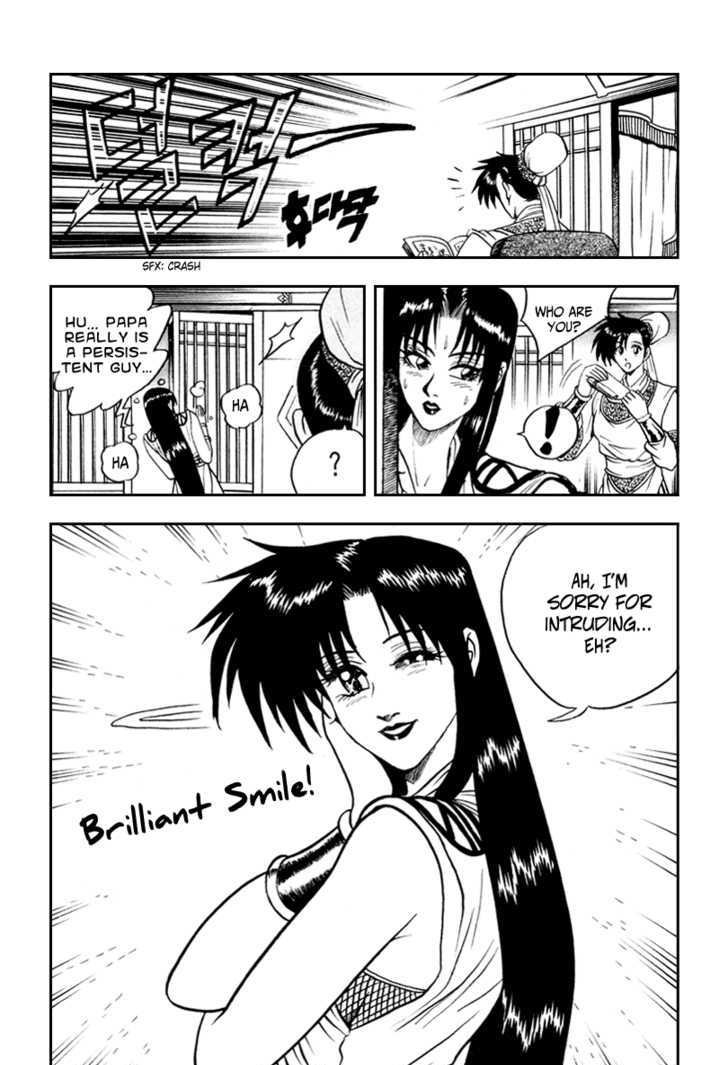 덜컥
후다닥
SFX: CRASH
HU... PAPA
REALLY IS
A PERSIS-
TENT GUY...
HA
HA
?
WHO ARE
YOU?
!
AH, I'M
SORRY FOR
INTRUDING...
EH?
Brilliant Smile!